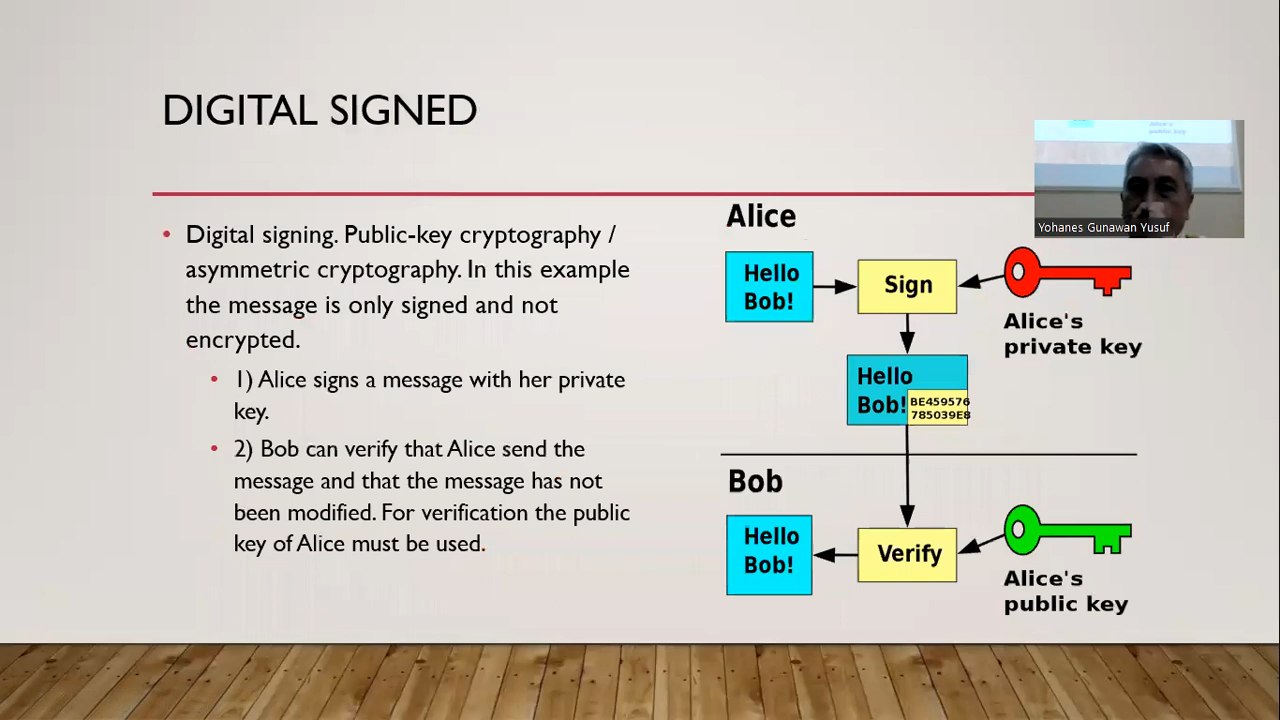 DIGITAL SIGNED
Alice's
public key
Yohanes Gunawan Yusuf
• Digital signing. Public-key cryptography /
asymmetric cryptography. In this example
the message is only signed and not
encrypted.
• 1) Alice signs a message with her private
key.
• 2) Bob can verify that Alice send the
message and that the message has not
been modified. For verification the public
key of Alice must be used.
Alice
Hello
Bob!
Sign
Alice's
private key
Hello
Bob!
BE459576
785039E8
Bob
Hello
Bob!
Verify
Alice's
public key